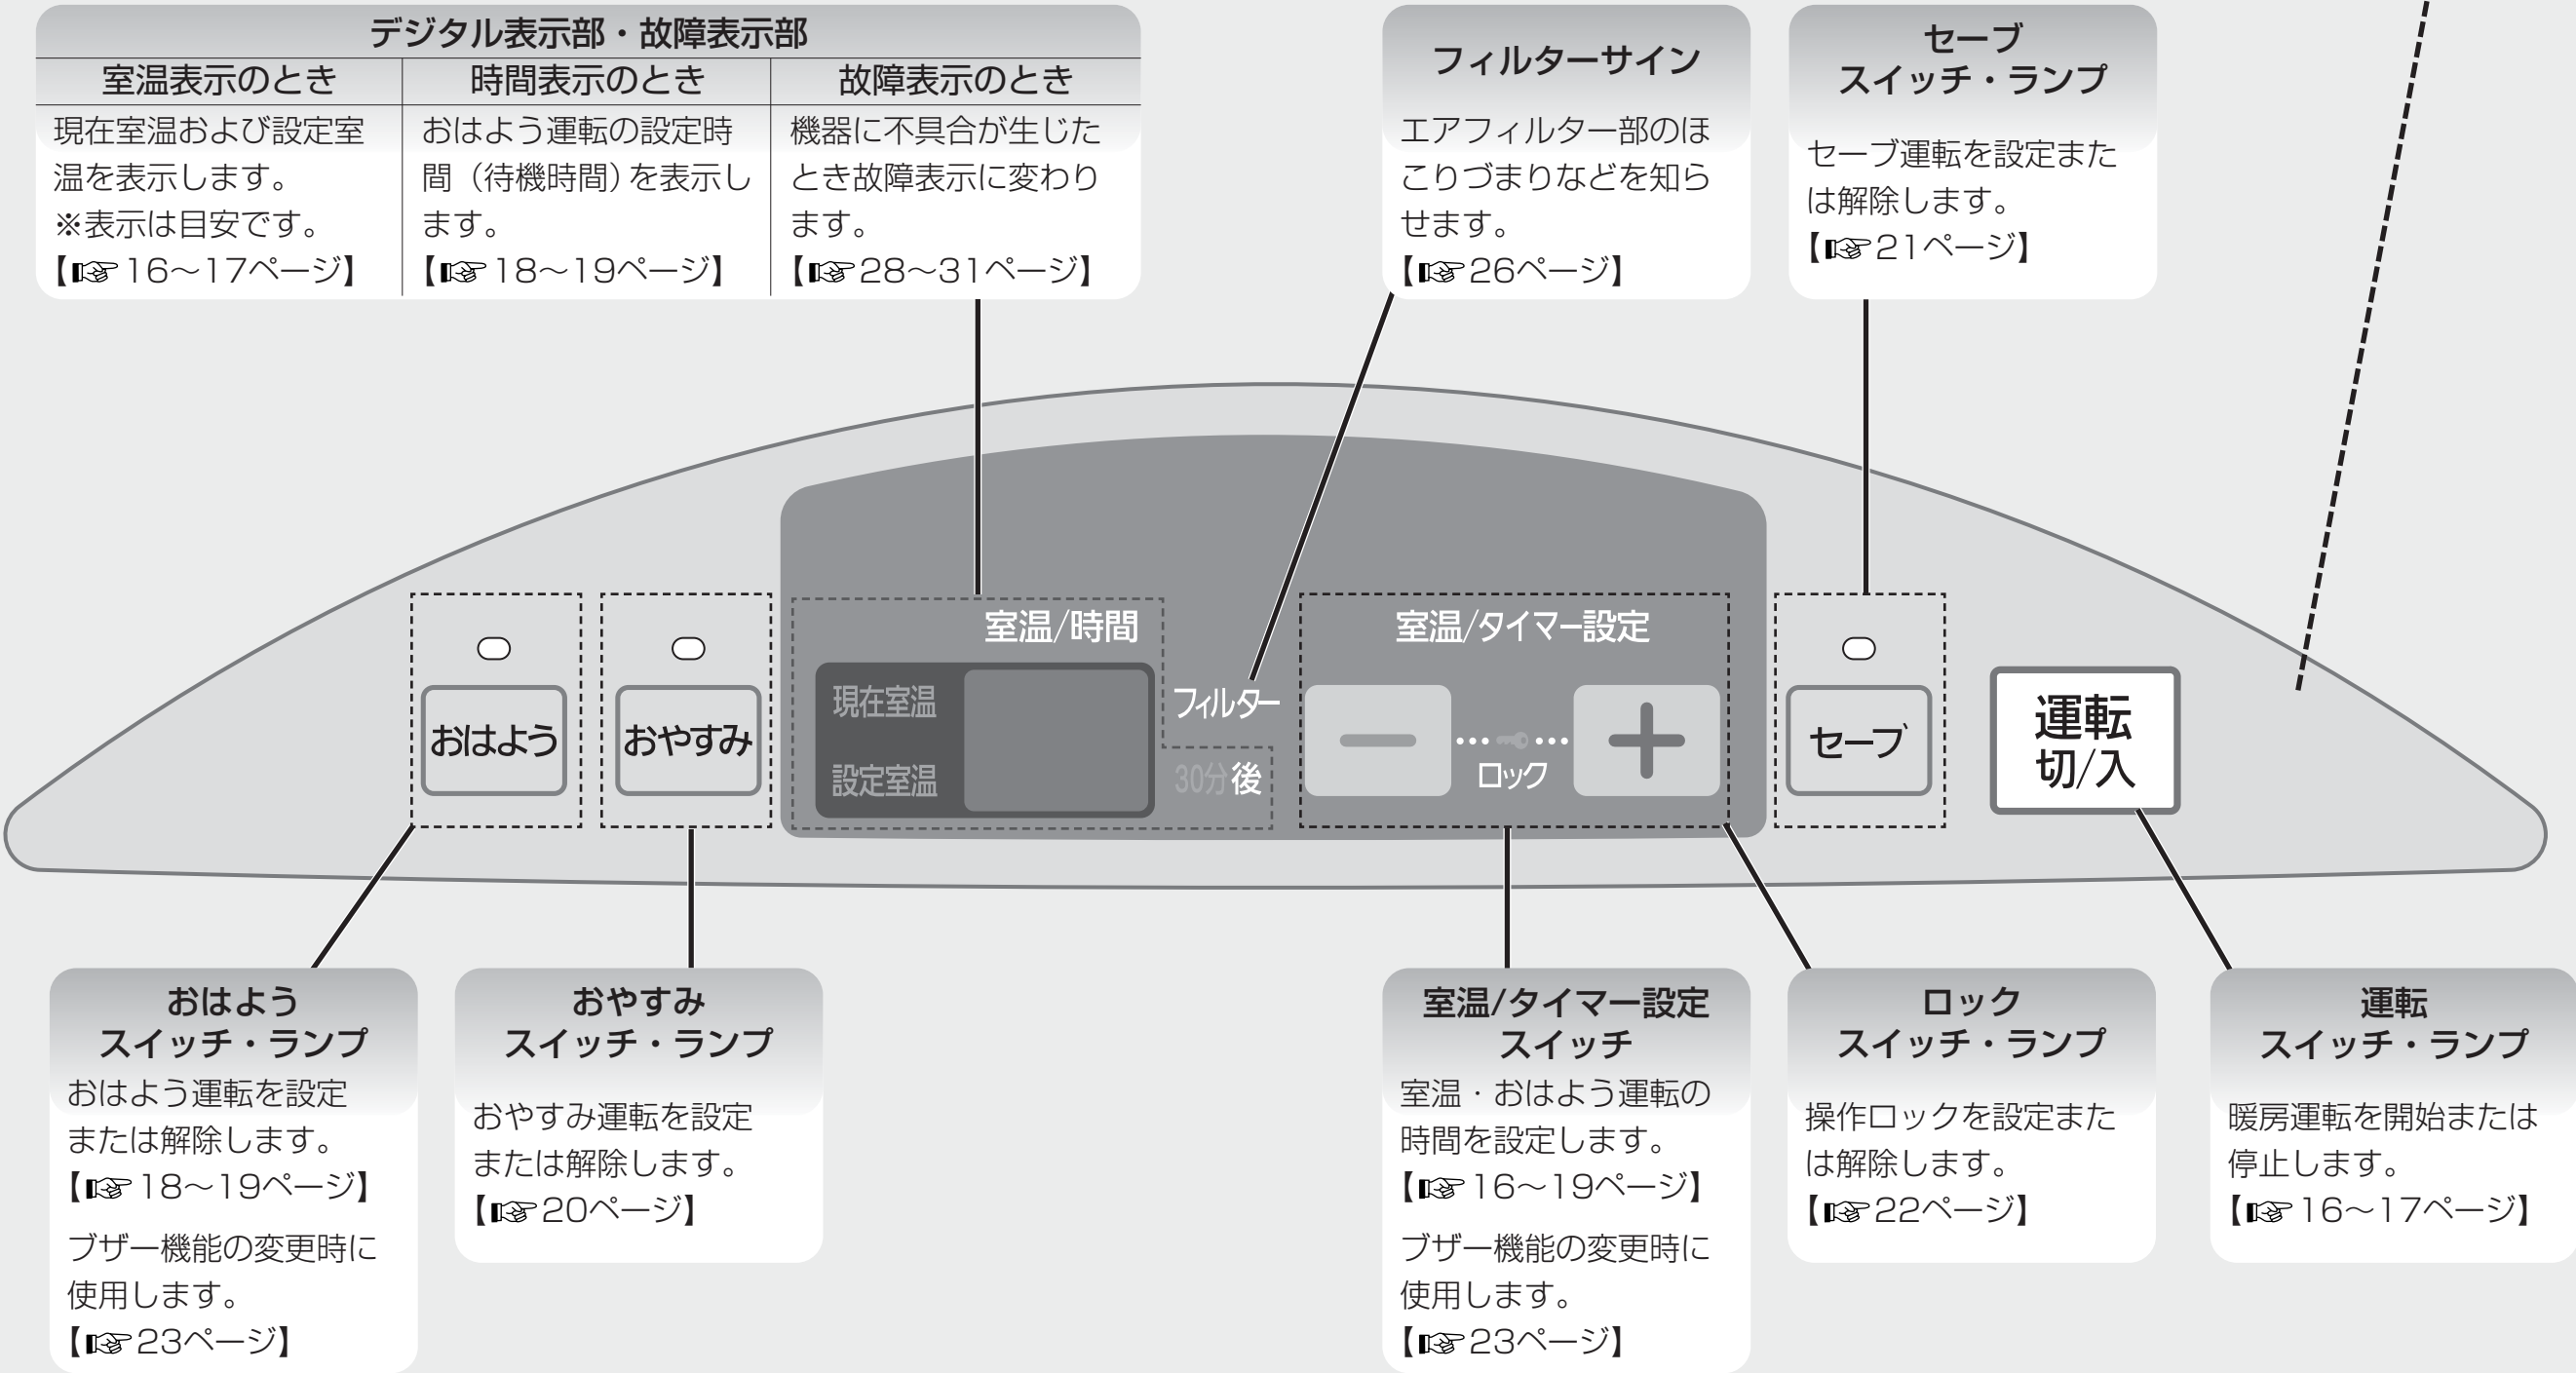 デジタル表示部・故障表示部
室温表示のとき
現在室温および設定室
温を表示します。
※表示は目安です。
【☞16～17ページ】
時間表示のとき
おはよう運転の設定時
間（待機時間）を表示し
ます。
【☞18～19ページ】
故障表示のとき
機器に不具合が生じた
とき故障表示に変わり
ます。
【☞28～31ページ】
フィルターサイン
エアフィルター部のほ
こりづまりなどを知ら
せます。
【☞26ページ】
セーブ
スイッチ・ランプ
セーブ運転を設定また
は解除します。
【☞21ページ】
おはよう
おやすみ
室温/時間
現在室温
設定室温
フィルター
30分後
室温/タイマー設定
ロック
セーブ
運転
切/入
おはよう
スイッチ・ランプ
おはよう運転を設定
または解除します。
【☞18～19ページ】
ブザー機能の変更時に
使用します。
【☞23ページ】
おやすみ
スイッチ・ランプ
おやすみ運転を設定
または解除します。
【☞20ページ】
室温/タイマー設定
スイッチ
室温・おはよう運転の
時間を設定します。
【☞16～19ページ】
ブザー機能の変更時に
使用します。
【☞23ページ】
ロック
スイッチ・ランプ
操作ロックを設定また
は解除します。
【☞22ページ】
運転
スイッチ・ランプ
暖房運転を開始または
停止します。
【☞16～17ページ】